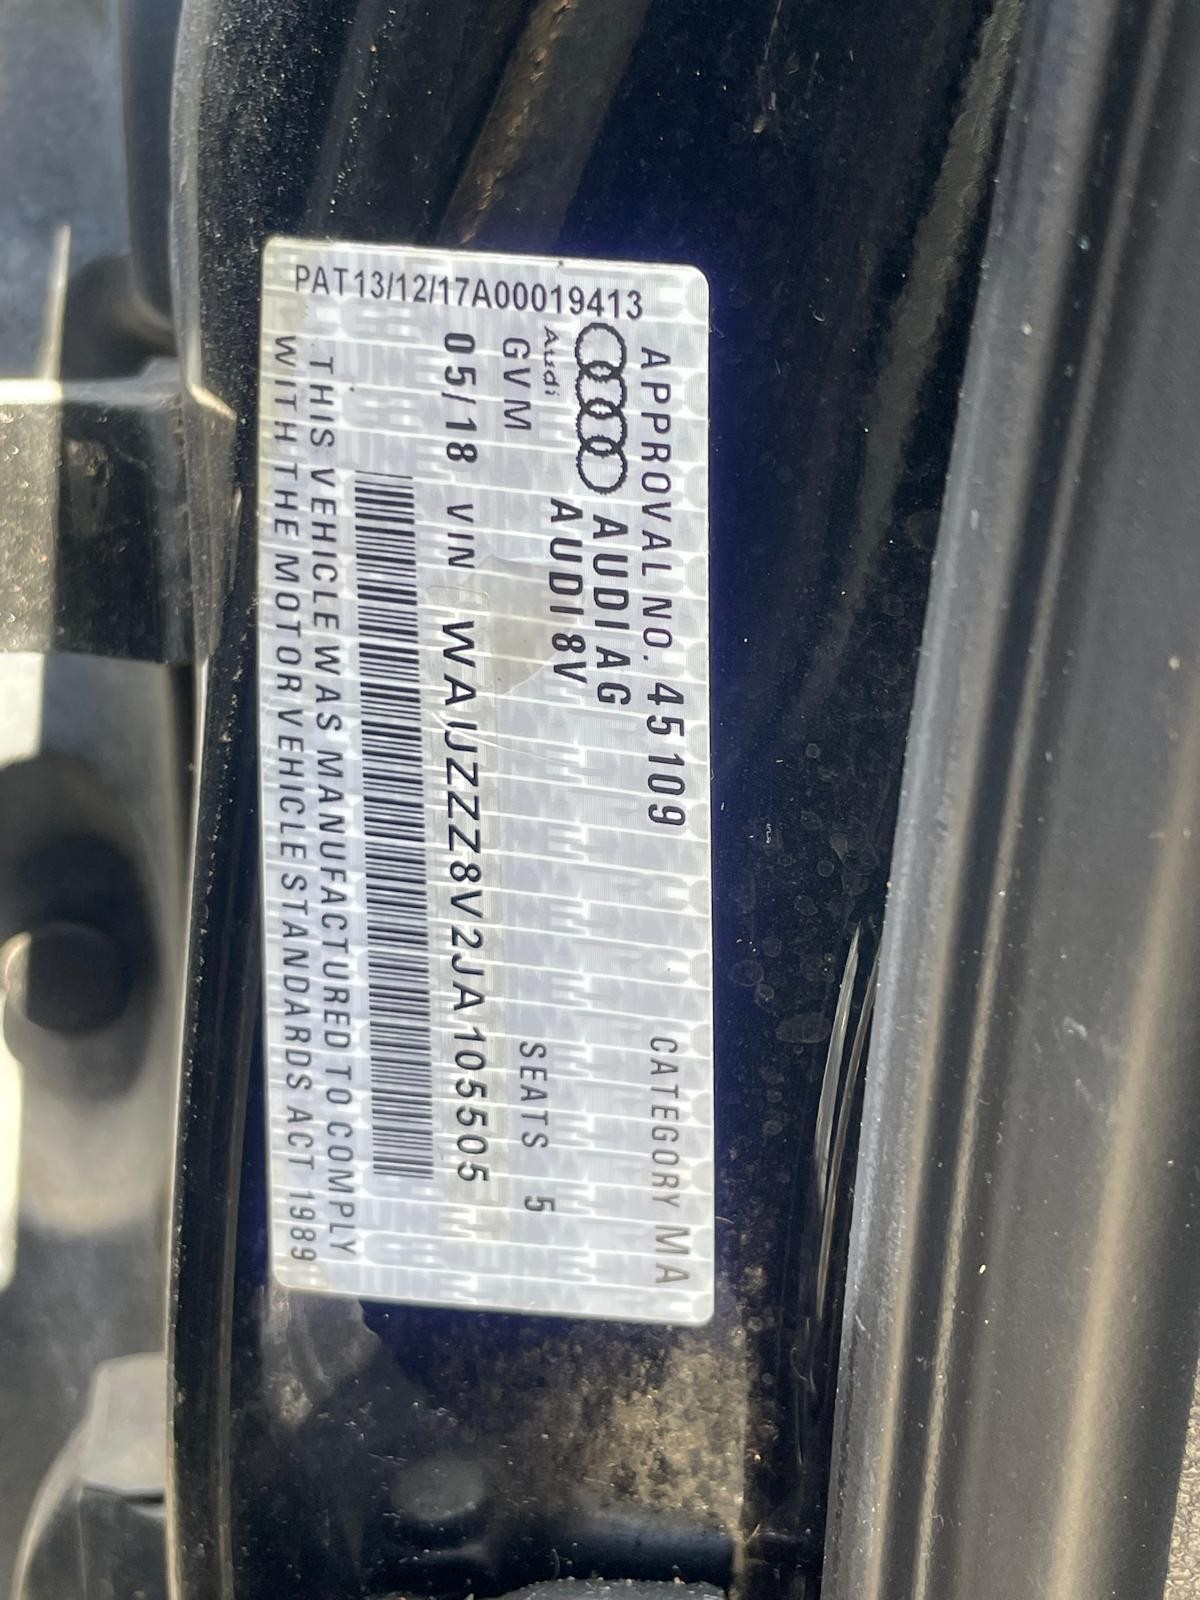 PAT13/12/17A00019413
APPROVAL NO. 45109 CATEGORY MA
AUDI AG
Audi AUDI 8V
GVM SEATS 5
05/18 VIN WAUZZZ8V2JA105505
THIS VEHICLE WAS MANUFACTURED TO COMPLY
WITH THE MOTOR VEHICLE STANDARDS ACT 1989